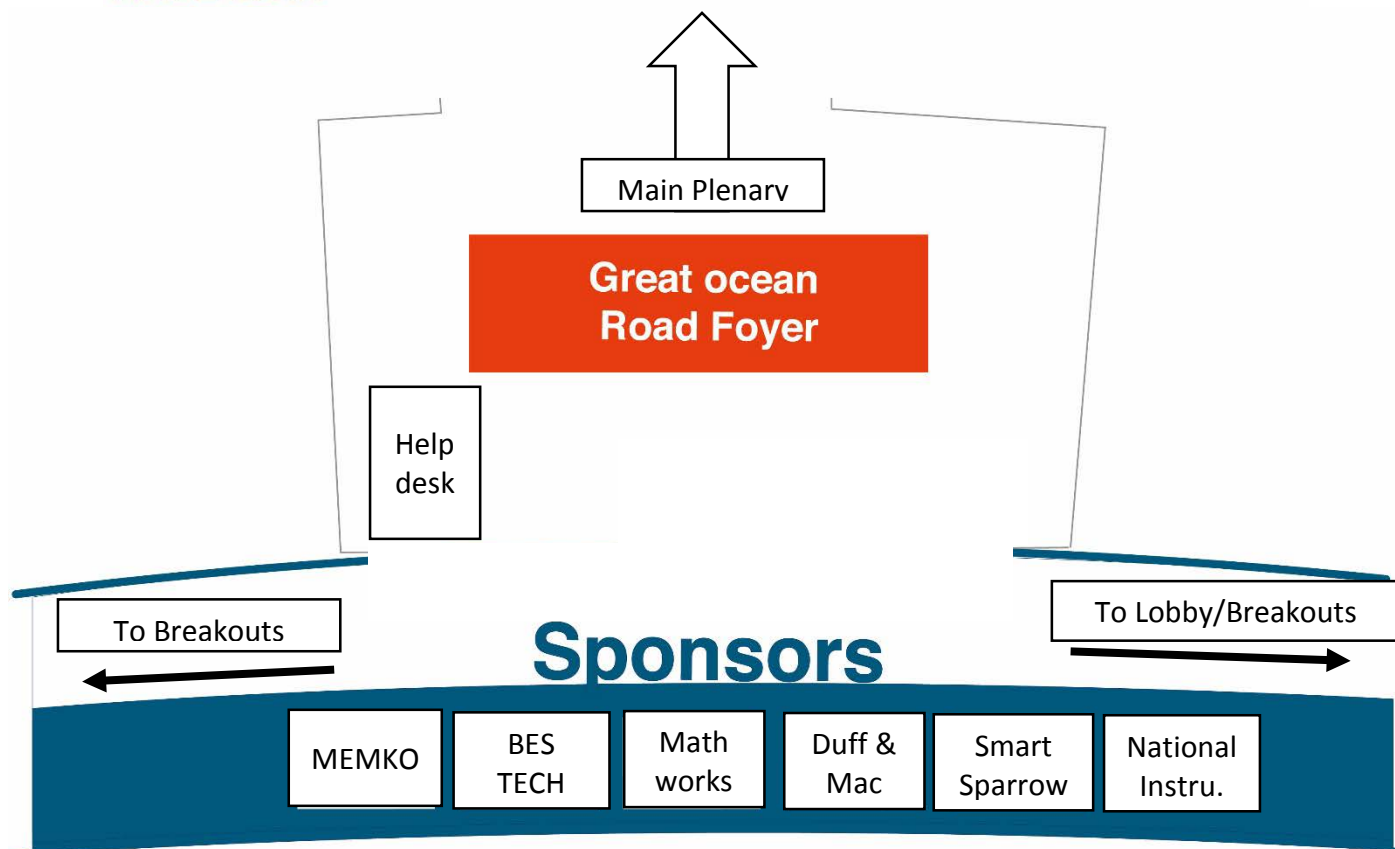 Main Plenary
Great ocean
Road Foyer
Help
desk
To Breakouts
To Lobby/Breakouts
Sponsors
MEMKO
BES
TECH
Math
works
Duff &
Mac
Smart
Sparrow
National
Instru.